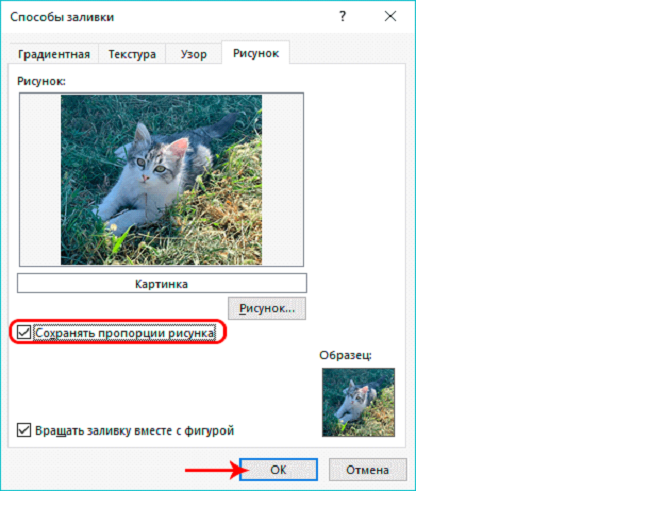 Способы заливки
Градиентная Текстура Узор Рисунок
Рисунок:
Картинка
Рисунок...
Сохранять пропорции рисунка
Образец:
Вращать заливку вместе с фигурой
ОК Отмена